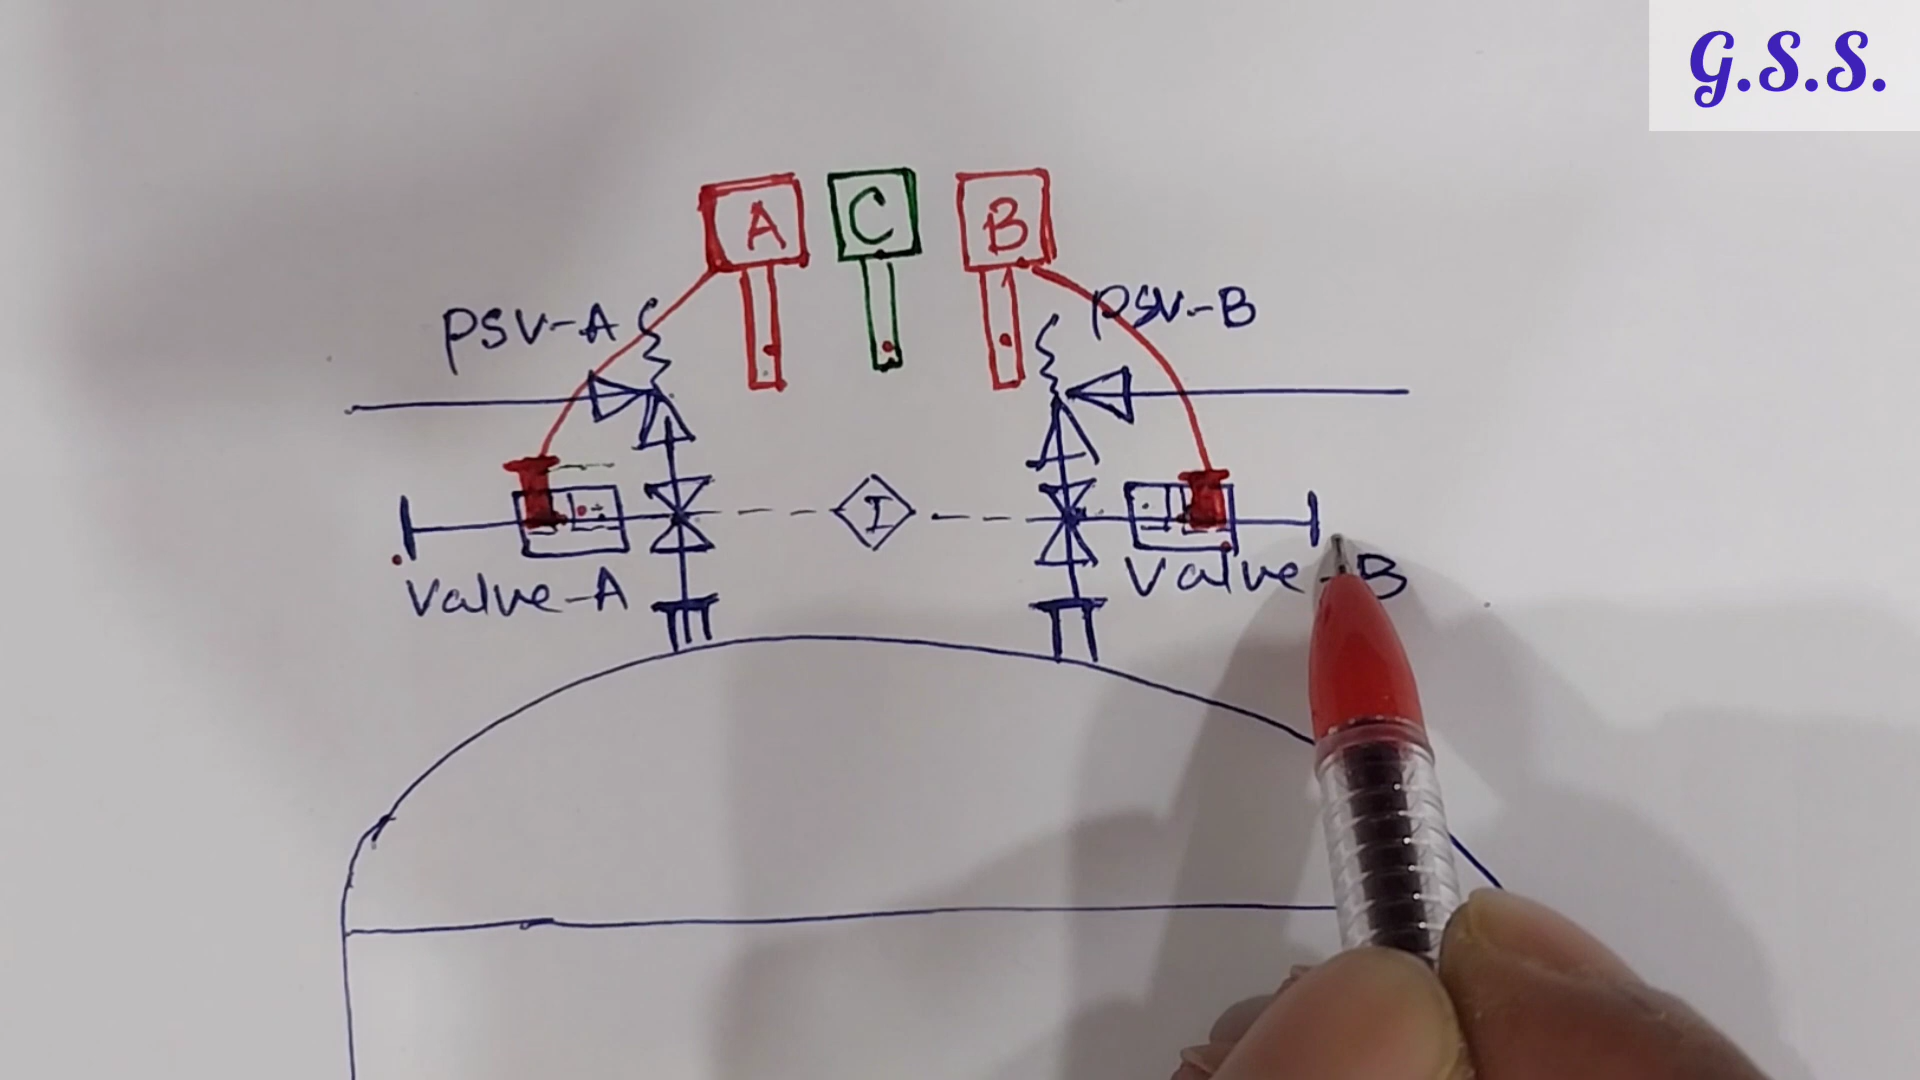 G.S.S.
A C B
PSV-A PSV-B
I
Valve-A Valve-B